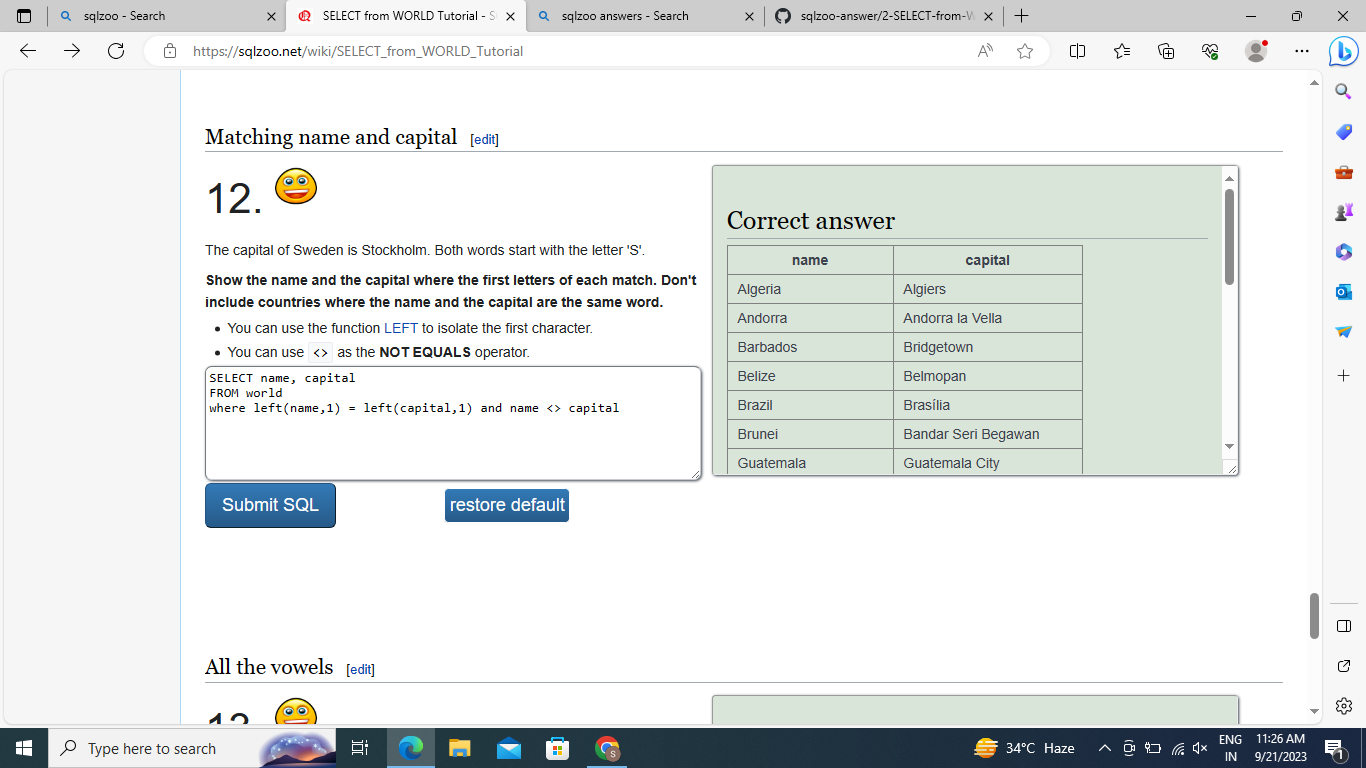 sqlzoo - Search
SELECT from WORLD Tutorial - S
sqlzoo answers - Search
sqlzoo-answer/2-SELECT-from-W
https://sqlzoo.net/wiki/SELECT_from_WORLD_Tutorial
Matching name and capital [edit]
12.
The capital of Sweden is Stockholm. Both words start with the letter 'S'.
Show the name and the capital where the first letters of each match. Don't
include countries where the name and the capital are the same word.
• You can use the function LEFT to isolate the first character.
• You can use <> as the NOT EQUALS operator.
SELECT name, capital
FROM world
where left(name,1) = left(capital,1) and name <> capital
Submit SQL
restore default
Correct answer
name capital
Algeria Algiers
Andorra Andorra la Vella
Barbados Bridgetown
Belize Belmopan
Brazil Brasília
Brunei Bandar Seri Begawan
Guatemala Guatemala City
All the vowels [edit]
13.
Type here to search
S
34°C Haze
ENG
IN
11:26 AM
9/21/2023
1